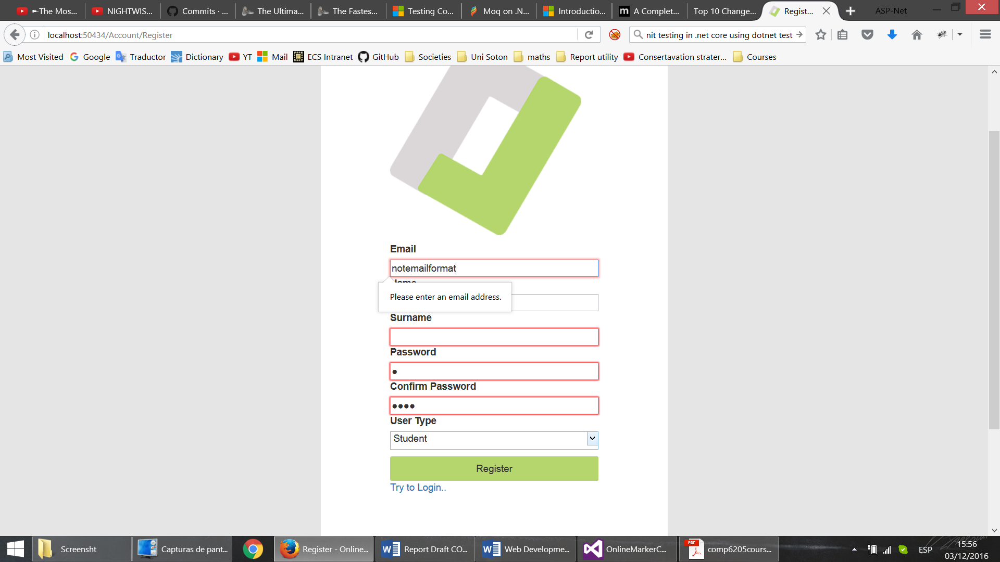 ►The Mos...
NIGHTWIS...
Commits · ...
The Ultima...
The Fastes...
Testing Co...
Moq on .N...
Introductio...
A Complet...
Top 10 Change...
Regist...
ASP-Net
localhost:50434/Account/Register
nit testing in .net core using dotnet test
Most Visited
Google
Traductor
Dictionary
YT
Mail
ECS Intranet
GitHub
Societies
Uni Soton
maths
Report utility
Consertavation strater...
Courses
Email
notemailformat
Please enter an email address.
Surname
Password
Confirm Password
User Type
Student
Register
Try to Login..
Screensht
Capturas de pant...
Register - Online...
Report Draft CO...
Web Developme...
OnlineMarkerC...
PDF
comp6205cours...
ESP
15:56
03/12/2016